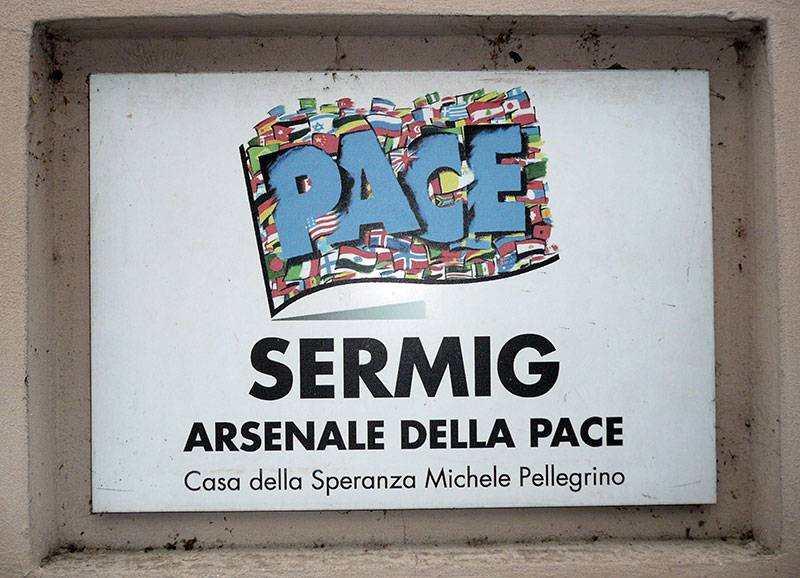 PACE
SERMIG
ARSENALE DELLA PACE
Casa della Speranza Michele Pellegrino